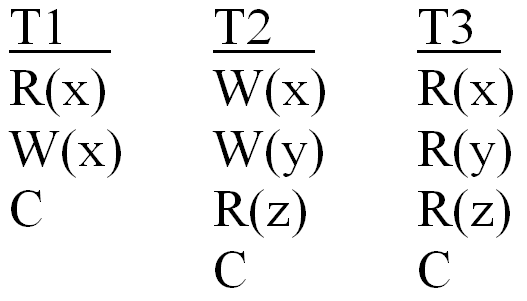 T1 T2 T3
R(x) W(x) R(x)
W(x) W(y) R(y)
C R(z) R(z)
C C